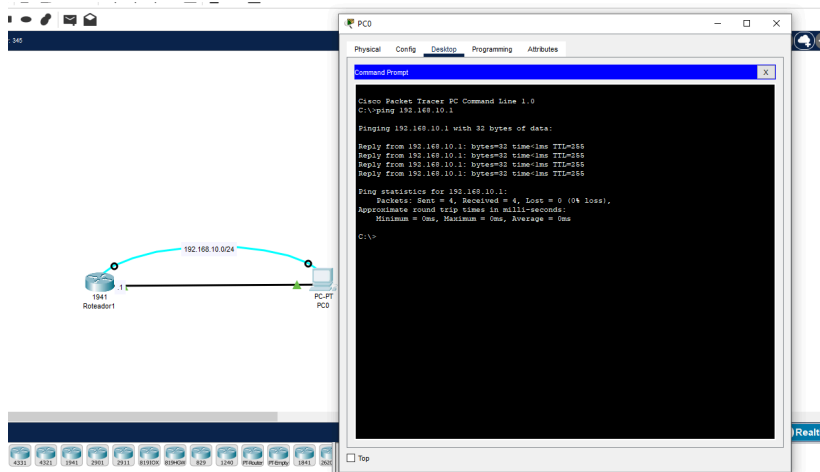 PC0
: 345
Physical Config Desktop Programming Attributes
Command Prompt
X
Cisco Packet Tracer PC Command Line 1.0
C:\>ping 192.168.10.1
Pinging 192.168.10.1 with 32 bytes of data:
Reply from 192.168.10.1: bytes=32 time<1ms TTL=255
Reply from 192.168.10.1: bytes=32 time<1ms TTL=255
Reply from 192.168.10.1: bytes=32 time<1ms TTL=255
Reply from 192.168.10.1: bytes=32 time<1ms TTL=255
Ping statistics for 192.168.10.1:
Packets: Sent = 4, Received = 4, Lost = 0 (0% loss),
Approximate round trip times in milli-seconds:
Minimum = 0ms, Maximum = 0ms, Average = 0ms
C:\>
192.168.10.0/24
.1
1941
Roteador1
PC-PT
PC0
Realt
Top
4331 4321 1941 2901 2911 819IOX 819HGW 829 1240 PT-Router PT-Empty 1841 2620